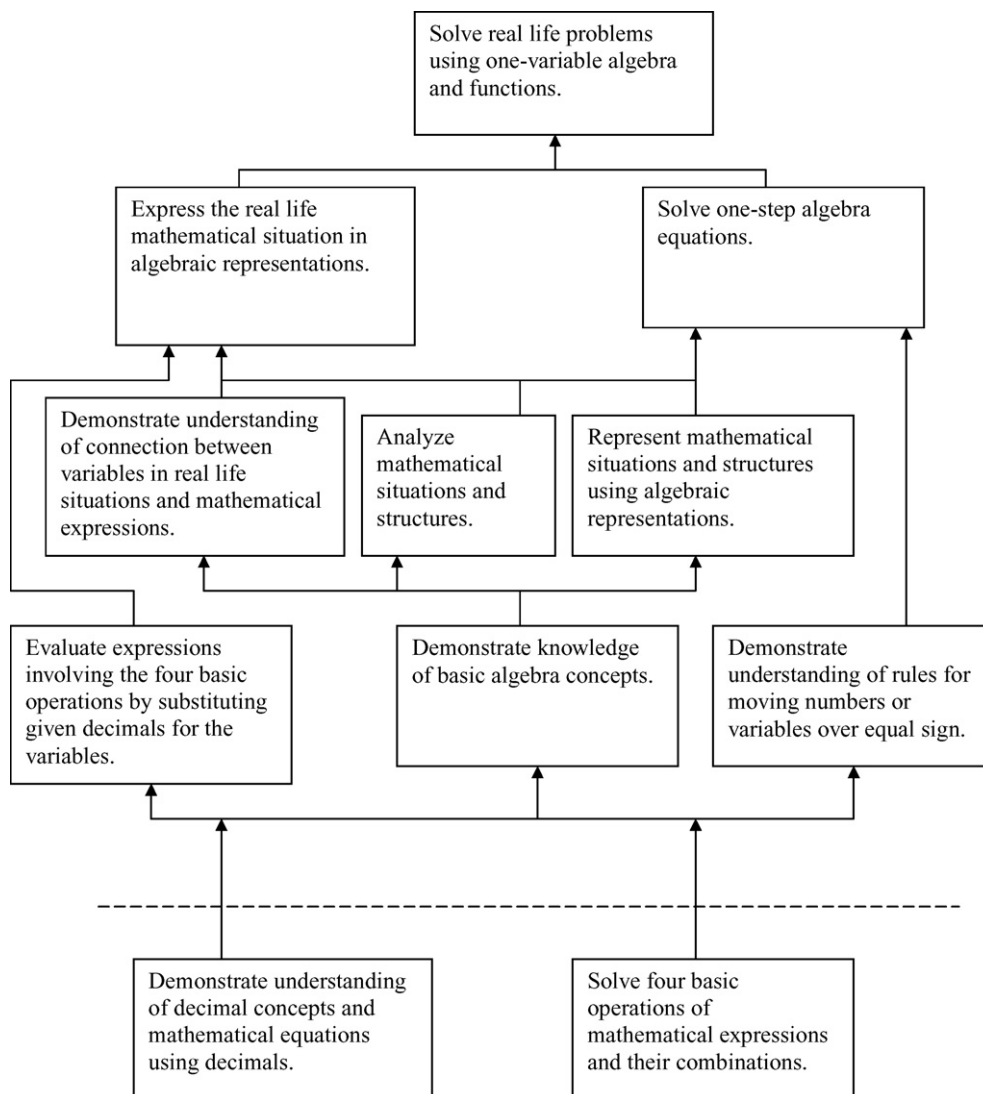 Solve real life problems
using one-variable algebra
and functions.
Express the real life
mathematical situation in
algebraic representations.
Solve one-step algebra
equations.
Demonstrate understanding
of connection between
variables in real life
situations and mathematical
expressions.
Analyze
mathematical
situations and
structures.
Represent mathematical
situations and structures
using algebraic
representations.
Evaluate expressions
involving the four basic
operations by substituting
given decimals for the
variables.
Demonstrate knowledge
of basic algebra concepts.
Demonstrate
understanding of rules for
moving numbers or
variables over equal sign.
Demonstrate understanding
of decimal concepts and
mathematical equations
using decimals.
Solve four basic
operations of
mathematical expressions
and their combinations.